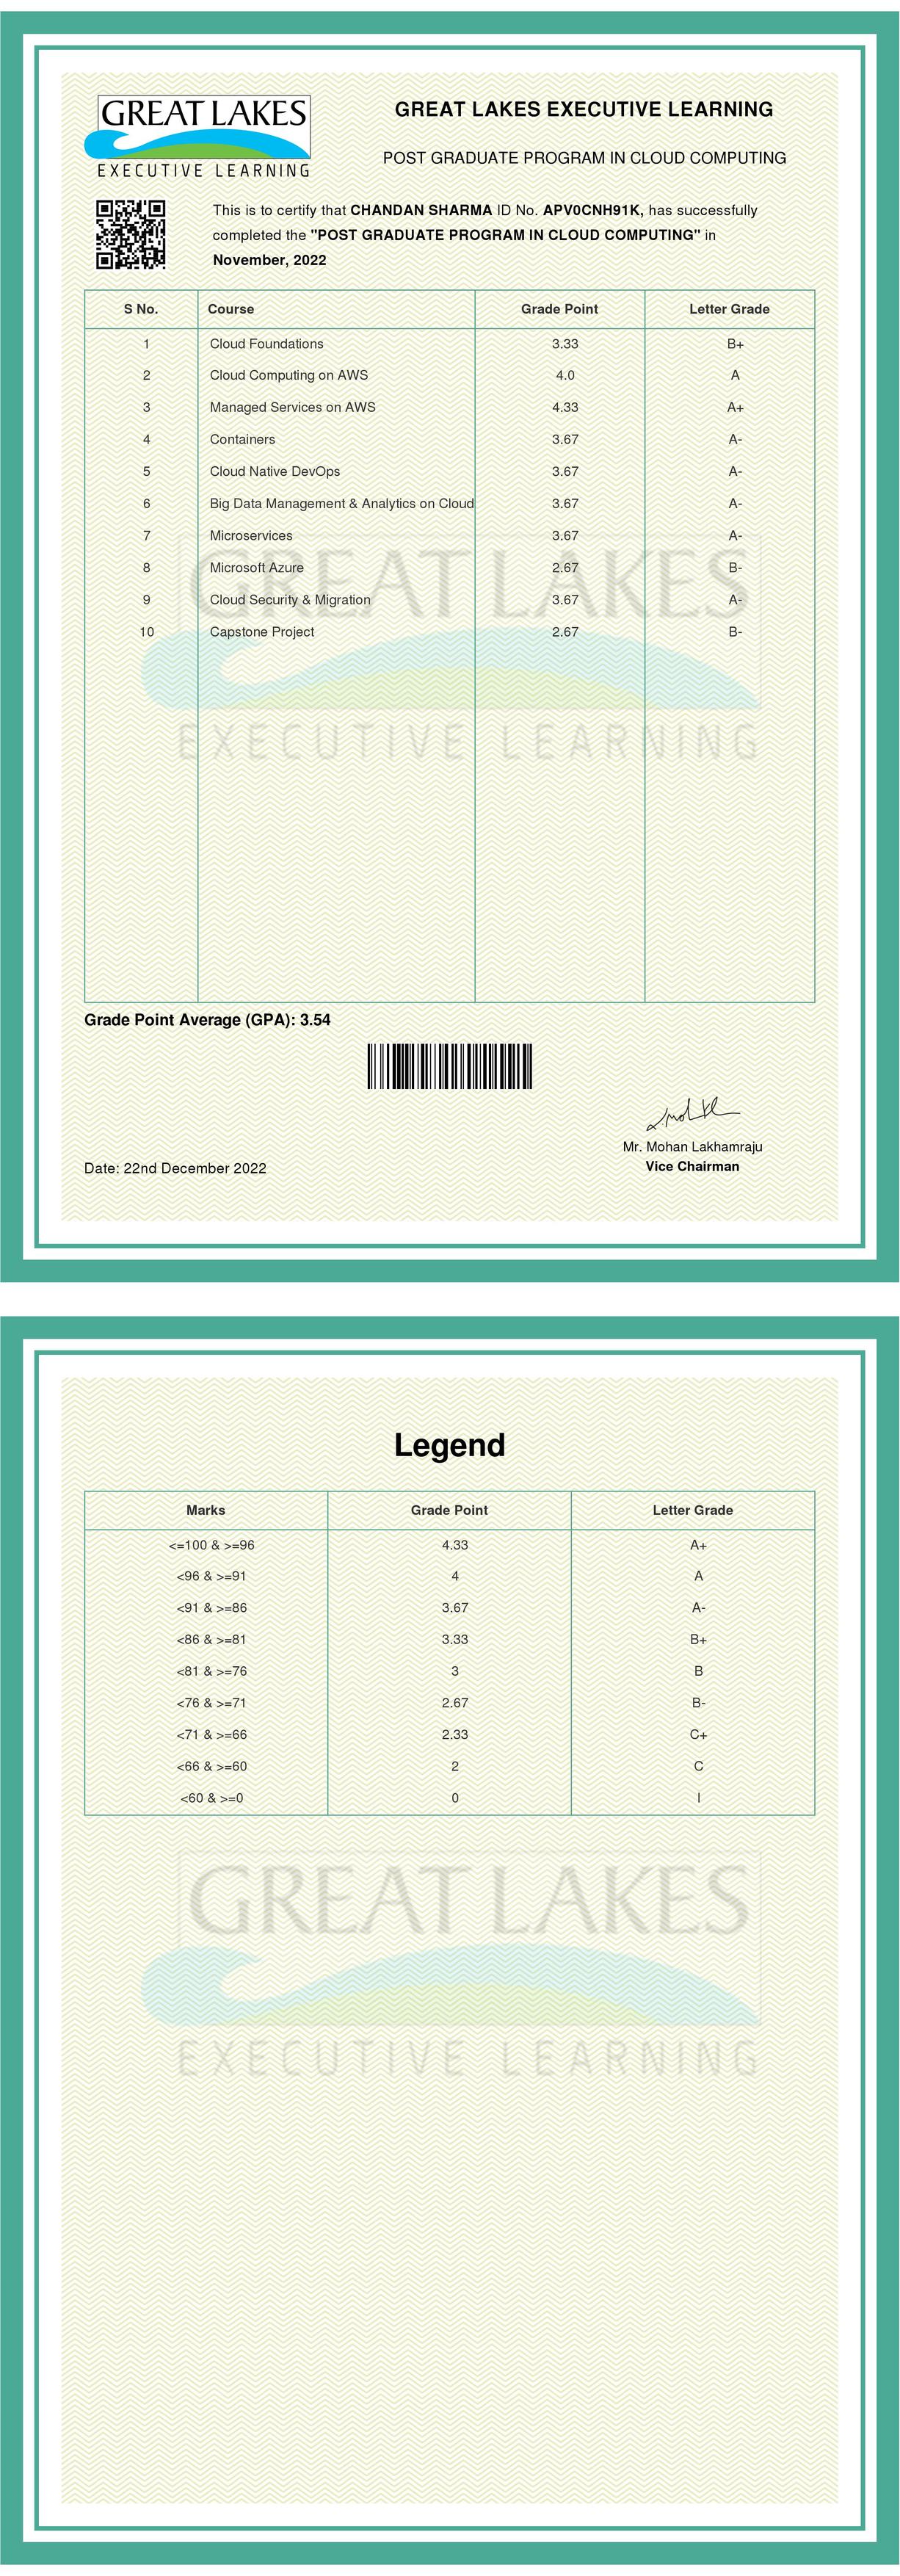 GREAT LAKES
EXECUTIVE LEARNING
GREAT LAKES EXECUTIVE LEARNING
POST GRADUATE PROGRAM IN CLOUD COMPUTING
This is to certify that CHANDAN SHARMA ID No. APV0CNH91K, has successfully
completed the "POST GRADUATE PROGRAM IN CLOUD COMPUTING" in
November, 2022
S No. Course Grade Point Letter Grade
1 Cloud Foundations 3.33 B+
2 Cloud Computing on AWS 4.0 A
3 Managed Services on AWS 4.33 A+
4 Containers 3.67 A-
5 Cloud Native DevOps 3.67 A-
6 Big Data Management & Analytics on Cloud 3.67 A-
7 Microservices 3.67 A-
8 Microsoft Azure 2.67 B-
9 Cloud Security & Migration 3.67 A-
10 Capstone Project 2.67 B-
GREAT LAKES
EXECUTIVE LEARNING
Grade Point Average (GPA): 3.54
Mr. Mohan Lakhamraju
Vice Chairman
Date: 22nd December 2022
Legend
Marks Grade Point Letter Grade
<=100 & >=96 4.33 A+
<96 & >=91 4 A
<91 & >=86 3.67 A-
<86 & >=81 3.33 B+
<81 & >=76 3 B
<76 & >=71 2.67 B-
<71 & >=66 2.33 C+
<66 & >=60 2 C
<60 & >=0 0 I
GREAT LAKES
EXECUTIVE LEARNING